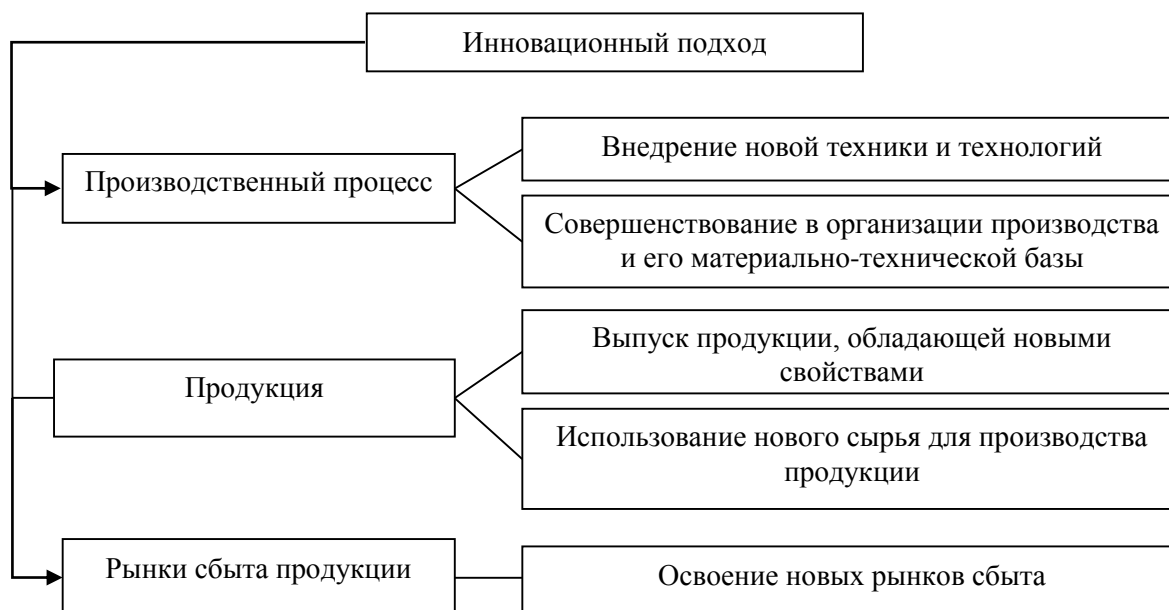 Инновационный подход
Производственный процесс
Внедрение новой техники и технологий
Совершенствование в организации производства
и его материально-технической базы
Продукция
Выпуск продукции, обладающей новыми
свойствами
Использование нового сырья для производства
продукции
Рынки сбыта продукции
Освоение новых рынков сбыта